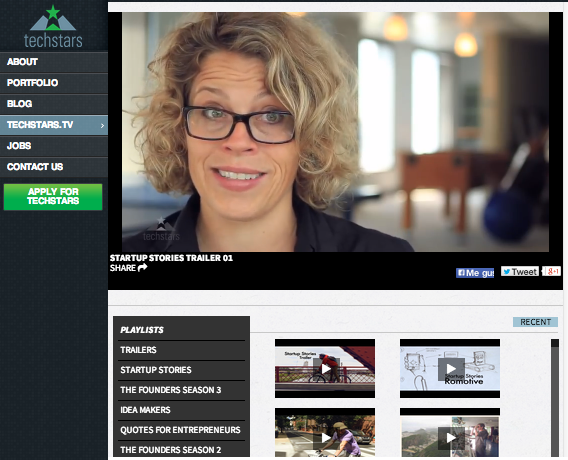 techstars
ABOUT
PORTFOLIO
BLOG
TECHSTARS.TV
JOBS
CONTACT US
APPLY FOR
TECHSTARS
techstars
STARTUP STORIES TRAILER 01
SHARE
Me gus
Tweet
g+1
RECENT
PLAYLISTS
TRAILERS
STARTUP STORIES
THE FOUNDERS SEASON 3
IDEA MAKERS
QUOTES FOR ENTREPRENEURS
THE FOUNDERS SEASON 2
Startup Stories
Trailer
Startup Stories
Romotive